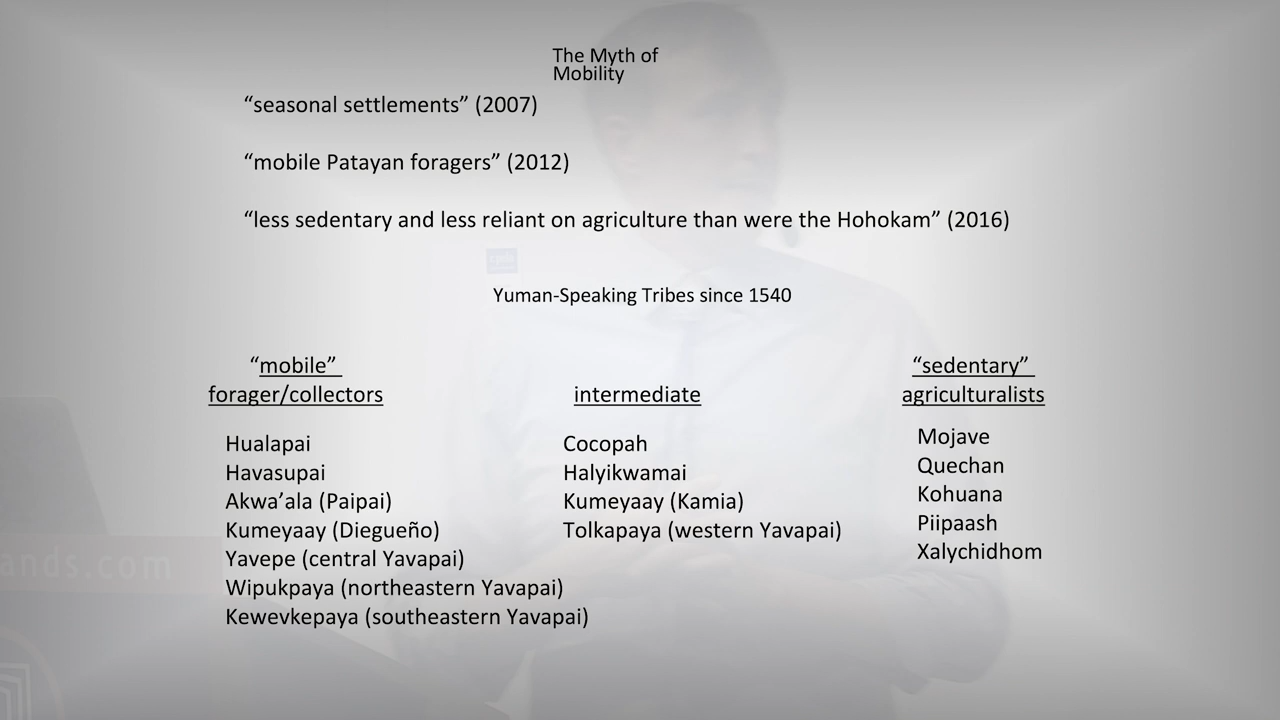 The Myth of
Mobility
“seasonal settlements” (2007)
“mobile Patayan foragers” (2012)
“less sedentary and less reliant on agriculture than were the Hohokam” (2016)
Yuman-Speaking Tribes since 1540
“mobile”
forager/collectors
Hualapai
Havasupai
Akwa’ala (Paipai)
Kumeyaay (Diegueño)
Yavepe (central Yavapai)
Wipukpaya (northeastern Yavapai)
Kewevkepaya (southeastern Yavapai)
intermediate
Cocopah
Halyikwamai
Kumeyaay (Kamia)
Tolkapaya (western Yavapai)
“sedentary”
agriculturalists
Mojave
Quechan
Kohuana
Piipaash
Xalychidhom
ands.com